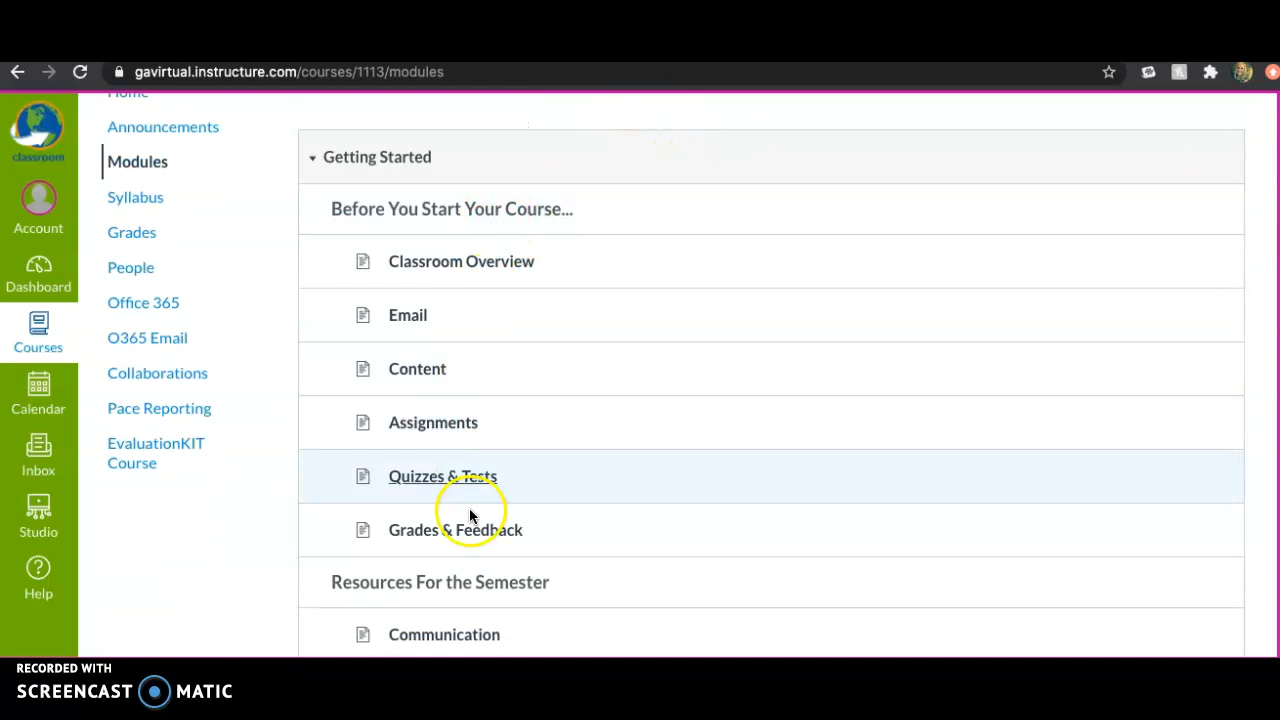 gavirtual.instructure.com/courses/1113/modules
classroom
Account
Dashboard
Courses
Calendar
Inbox
Studio
Help
Home
Announcements
Modules
Syllabus
Grades
People
Office 365
O365 Email
Collaborations
Pace Reporting
EvaluationKIT
Course
Getting Started
Before You Start Your Course...
Classroom Overview
Email
Content
Assignments
Quizzes & Tests
Grades & Feedback
Resources For the Semester
Communication
RECORDED WITH
SCREENCAST MATIC